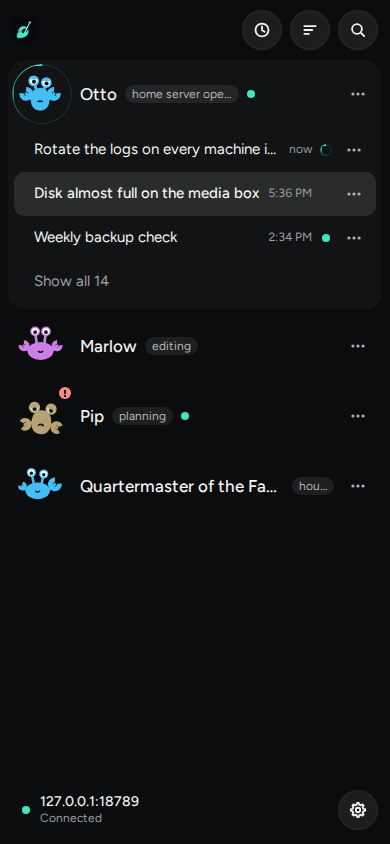 Otto home server ope...
Rotate the logs on every machine i... now
Disk almost full on the media box 5:36 PM
Weekly backup check 2:34 PM
Show all 14
Marlow editing
Pip planning
Quartermaster of the Fa... hou...
127.0.0.1:18789
Connected